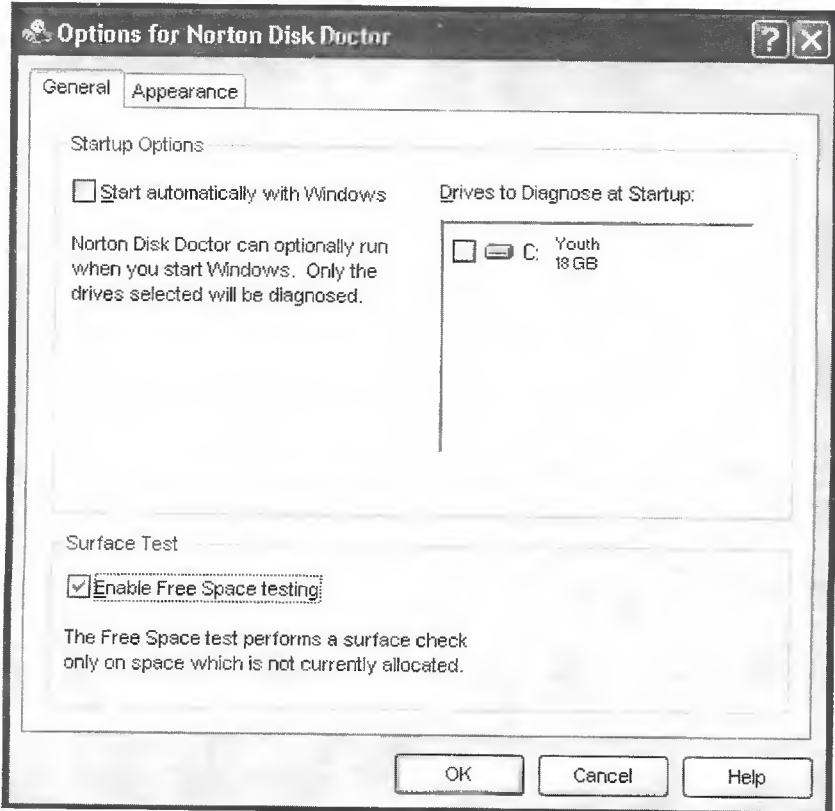 Options for Norton Disk Doctor
General
Appearance
Startup Options
Start automatically with Windows
Norton Disk Doctor can optionally run
when you start Windows. Only the
drives selected will be diagnosed.
Drives to Diagnose at Startup:
C: Youth
18 GB
Surface Test
Enable Free Space testing
The Free Space test performs a surface check
only on space which is not currently allocated.
OK
Cancel
Help